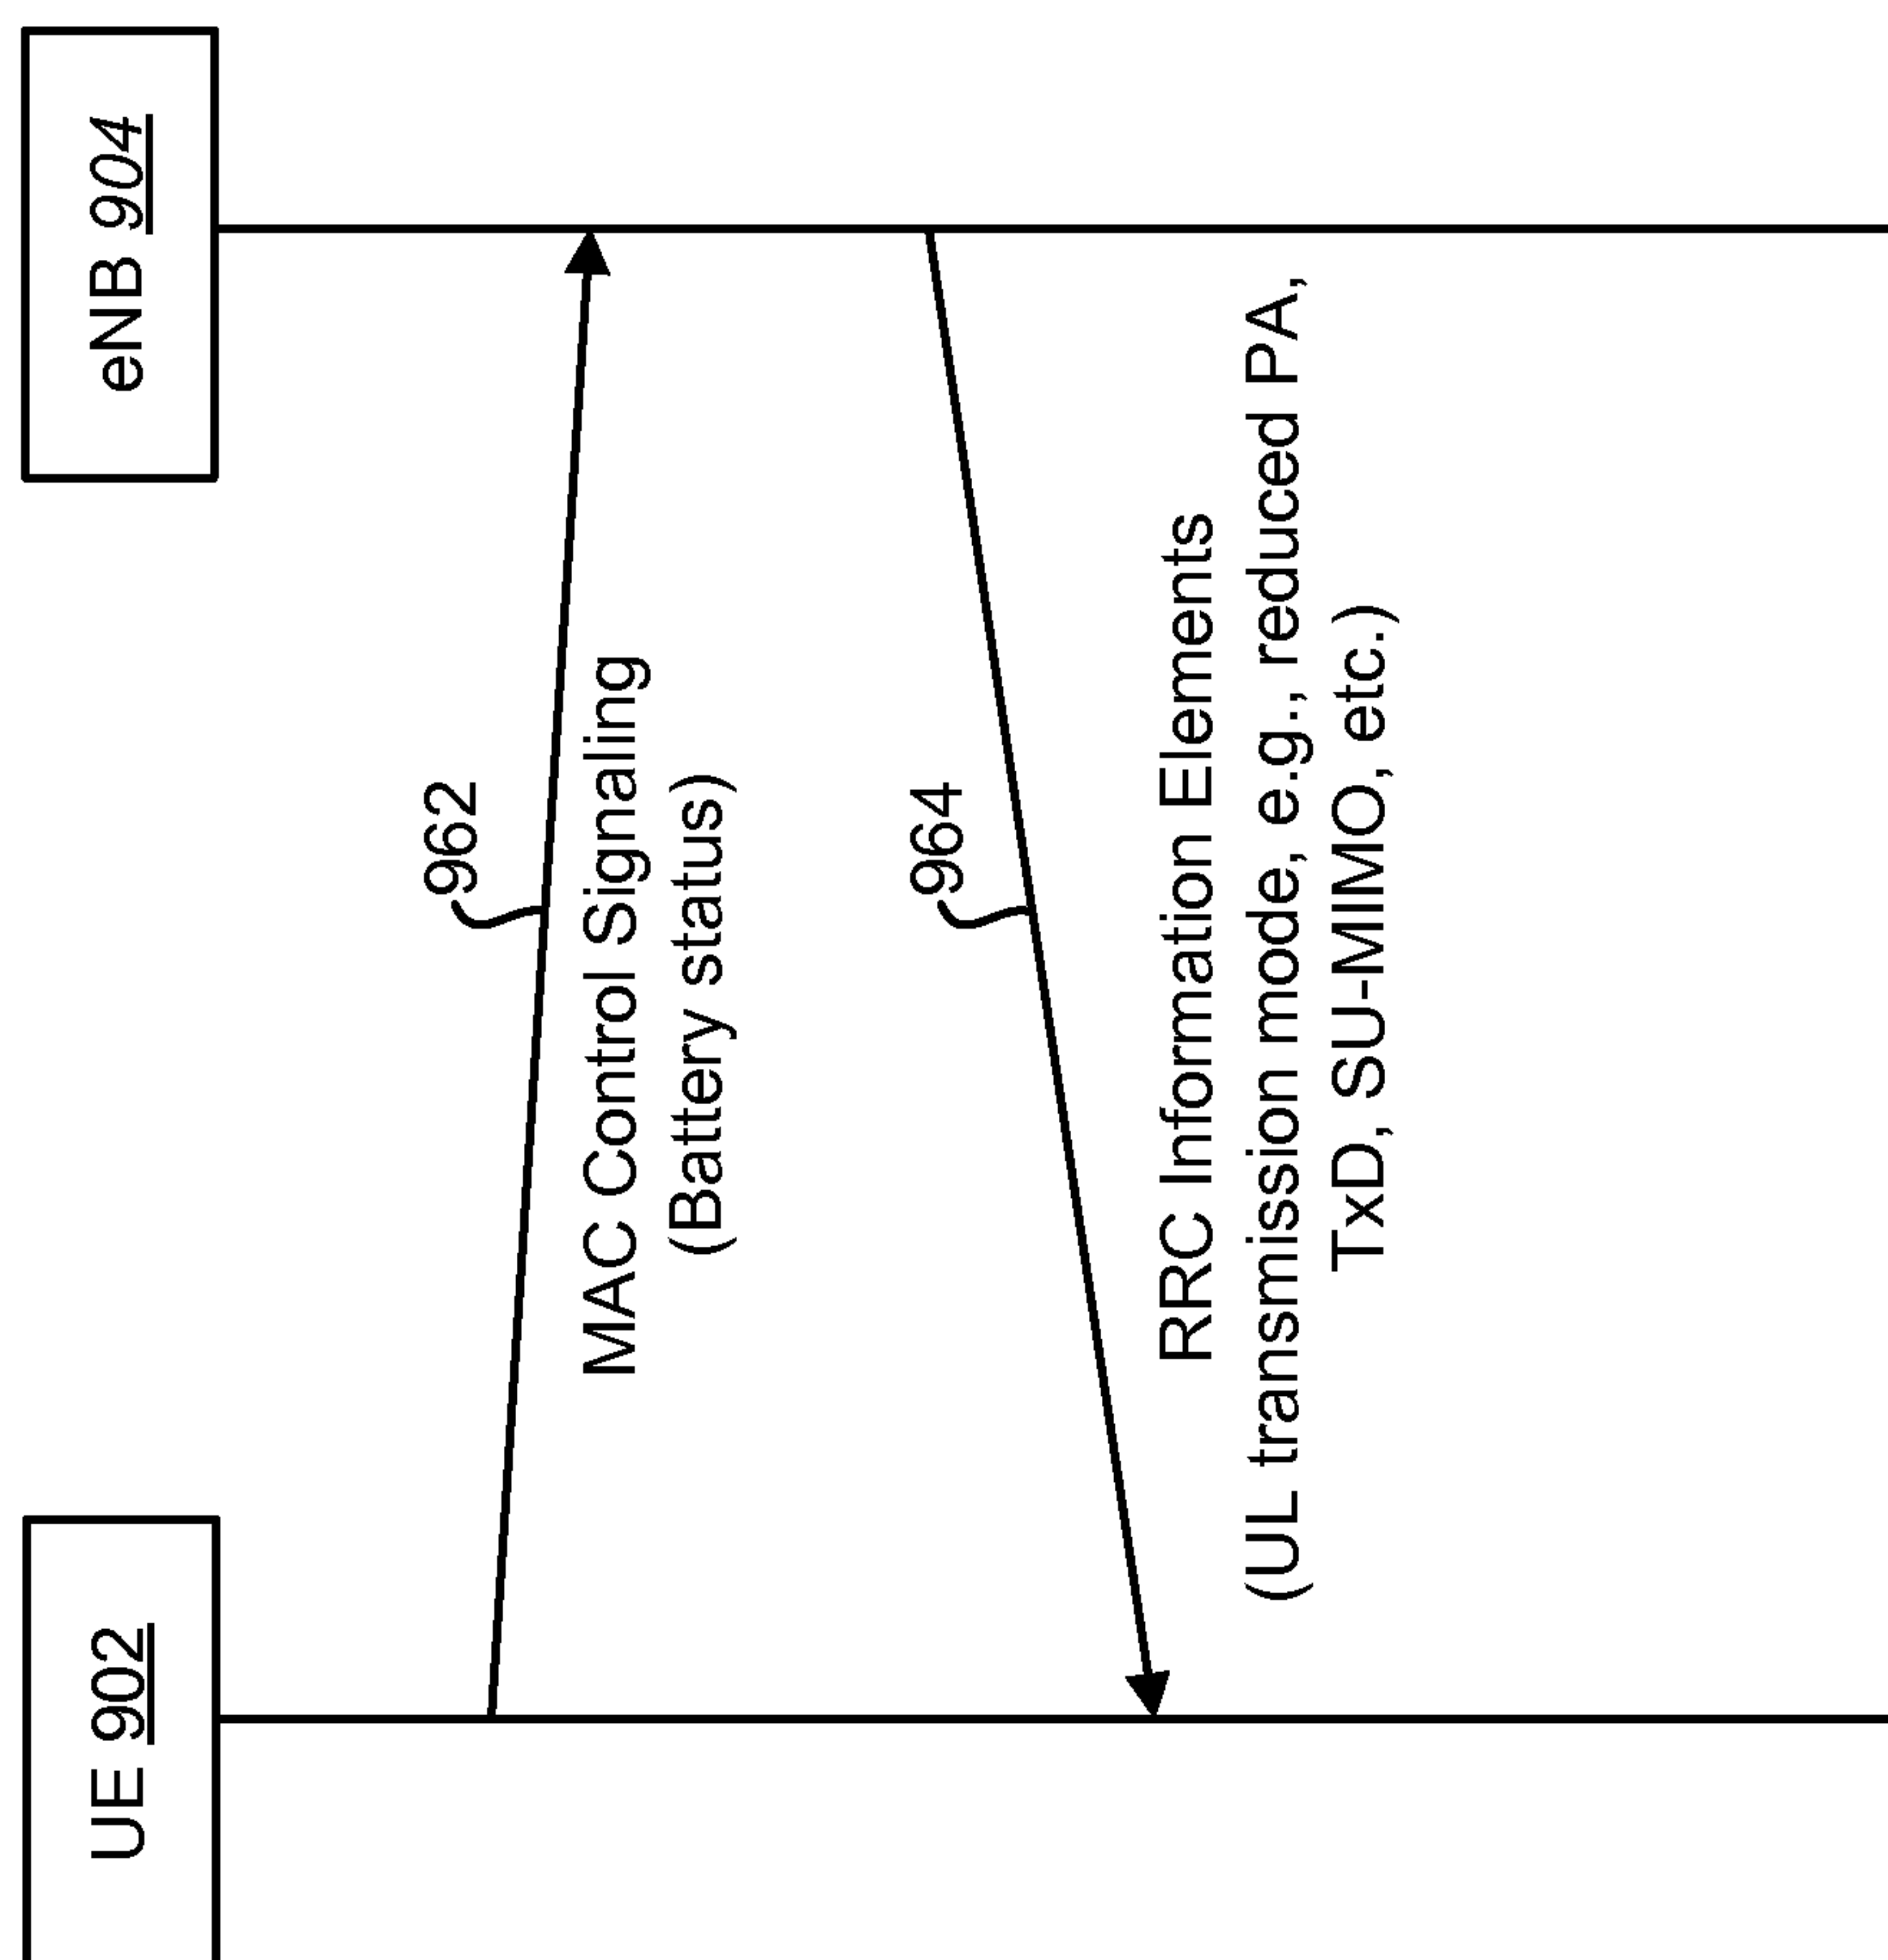 UE 902
eNB 904
962
MAC Control Signaling
(Battery status)
964
RRC Information Elements
(UL transmission mode, e.g., reduced PA,
TxD, SU-MIMO, etc.)